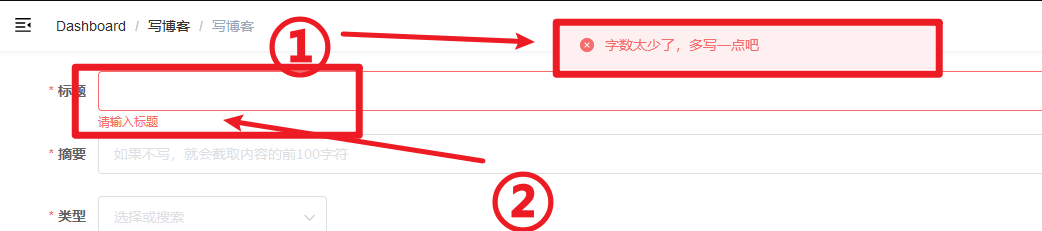 Dashboard / 写博客 / 写博客
①
字数太少了，多写一点吧
* 标题
请输入标题
* 摘要 如果不写，就会截取内容的前100字符
②
* 类型 选择或搜索